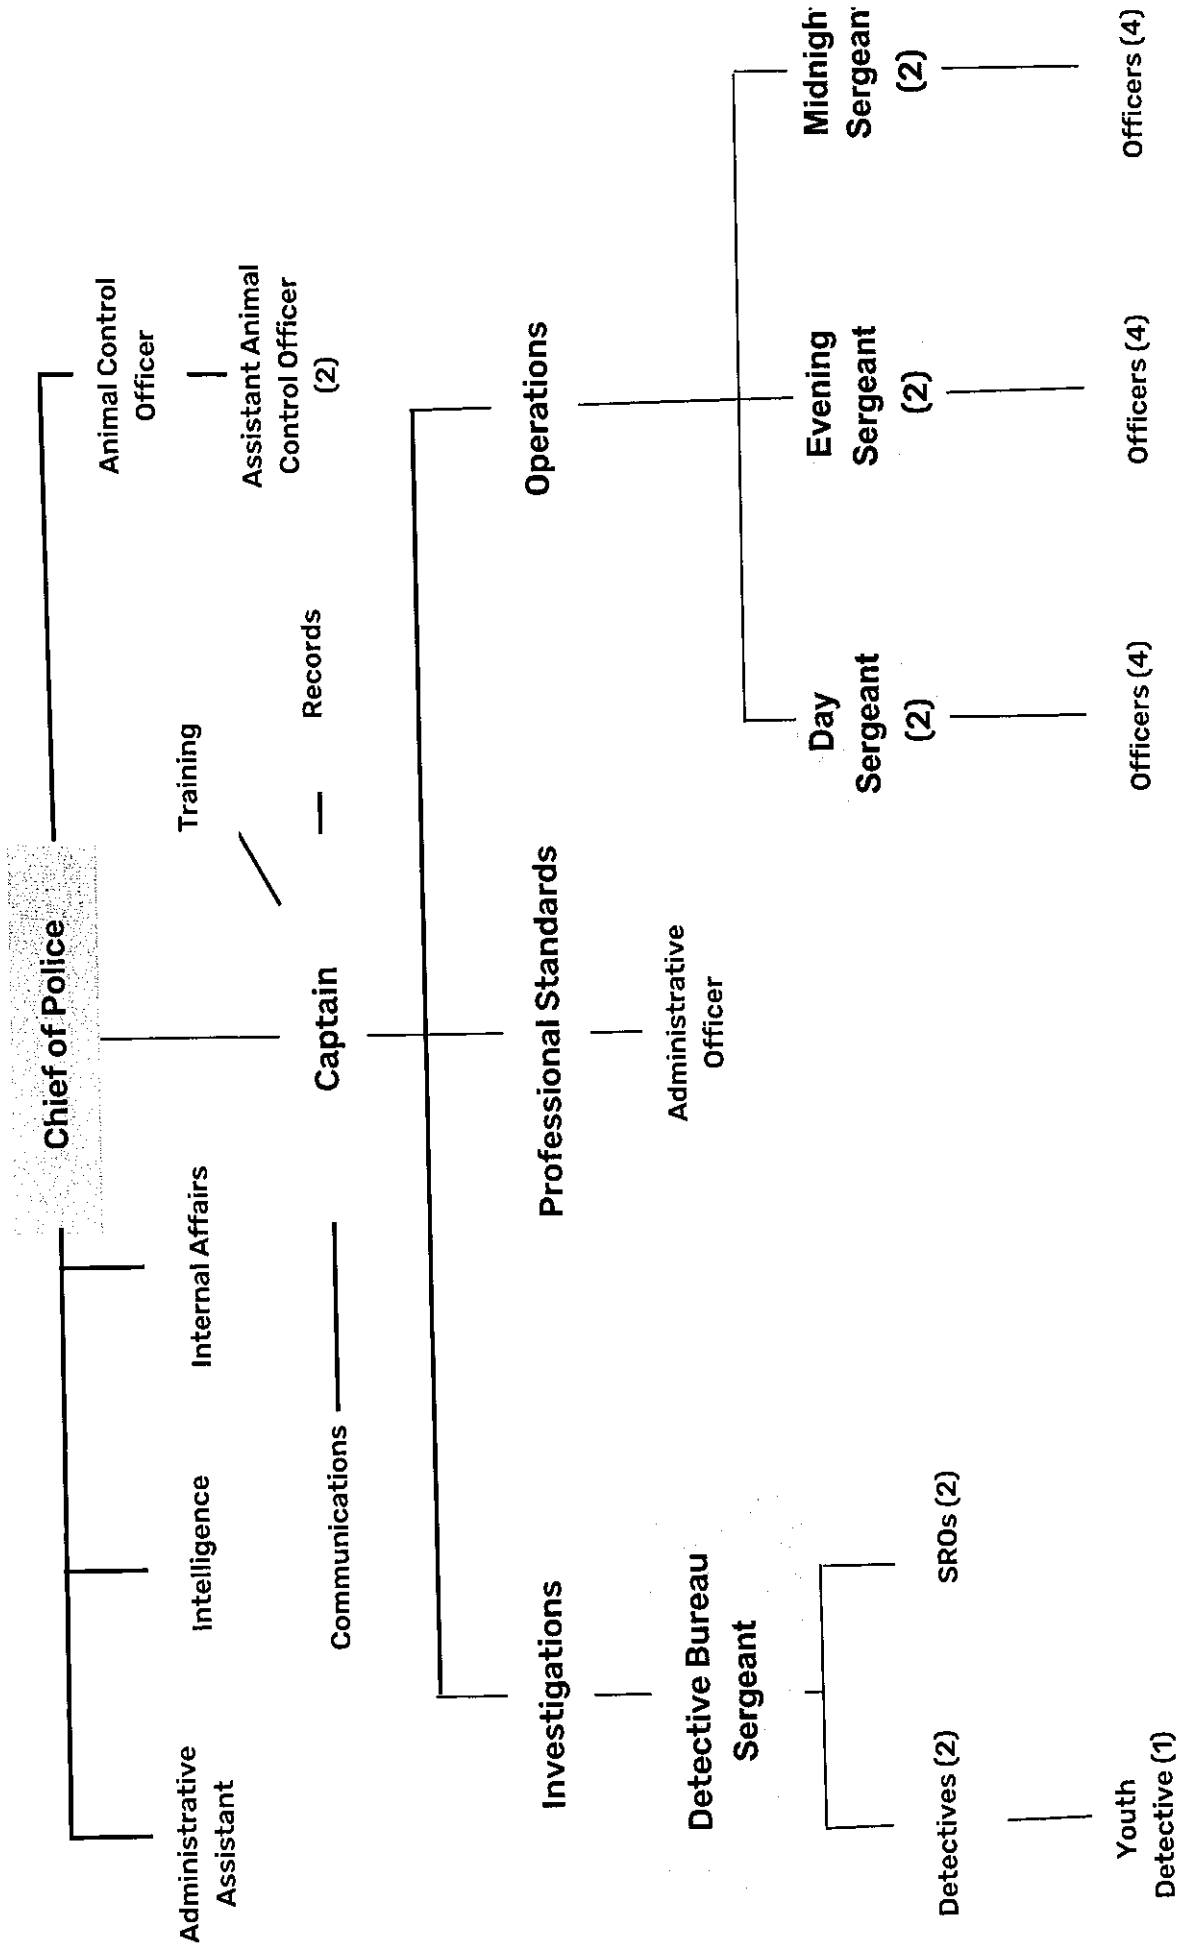 Chief of Police
Administrative
Assistant
Intelligence
Internal Affairs
Training
Animal Control
Officer
Assistant Animal
Control Officer
(2)
Communications
Captain
Records
Investigations
Professional Standards
Operations
Detective Bureau
Sergeant
Administrative
Officer
Day
Sergeant
(2)
Evening
Sergeant
(2)
Midnigh
Sergean
(2)
Detectives (2)
SROs (2)
Officers (4)
Officers (4)
Officers (4)
Youth
Detective (1)